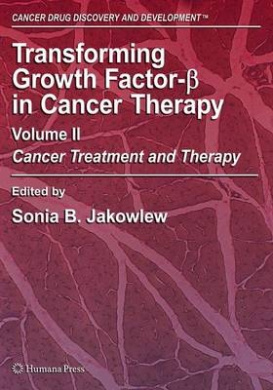 CANCER DRUG DISCOVERY AND DEVELOPMENT™
Transforming
Growth Factor-β
in Cancer Therapy
Volume II
Cancer Treatment and Therapy
Edited by
Sonia B. Jakowlew
Humana Press